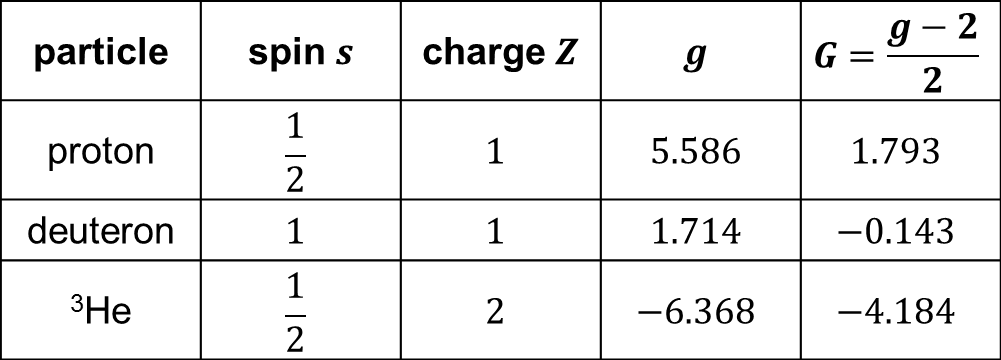 particle spin s charge Z g G = (g − 2)/2
proton 1/2 1 5.586 1.793
deuteron 1 1 1.714 −0.143
³He 1/2 2 −6.368 −4.184